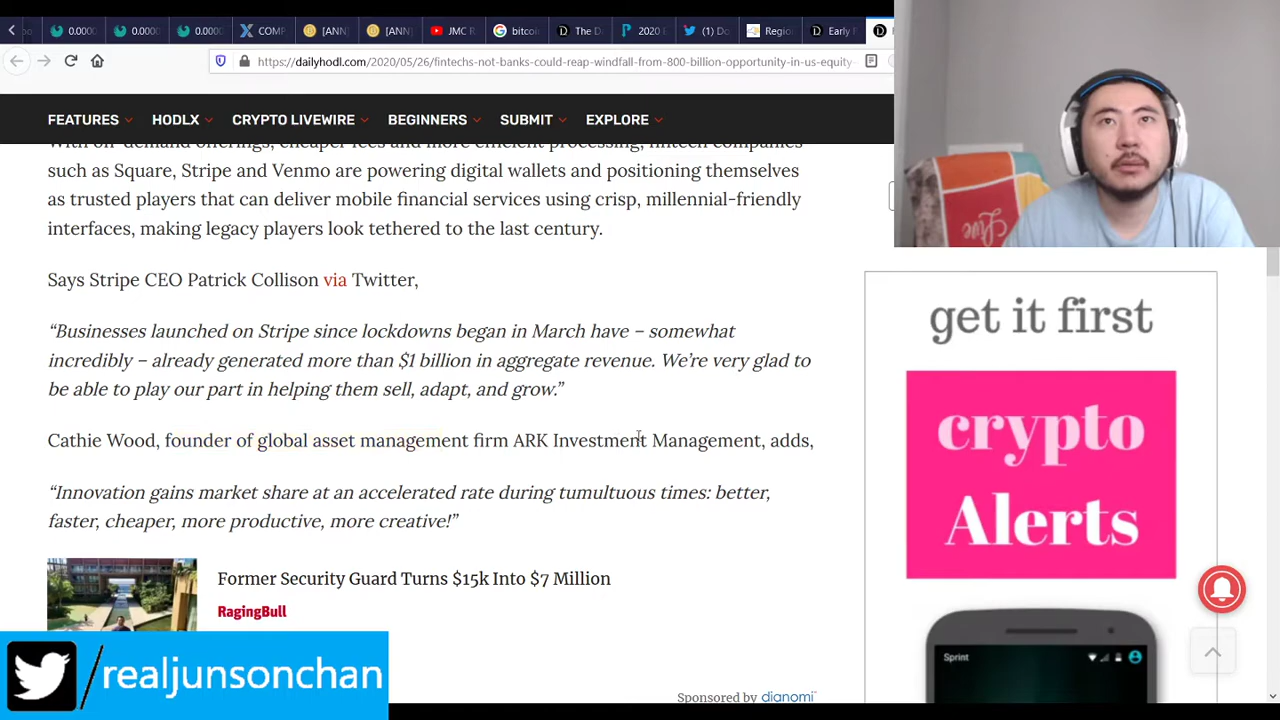 0.0000
0.0000
0.0000
COMF
[ANN]
[ANN]
JMC R
bitcoi
The D
2020 E
(1) Do
Region
Early F
https://dailyhodl.com/2020/05/26/fintechs-not-banks-could-reap-windfall-from-800-billion-opportunity-in-us-equity
FEATURES
HODLX
CRYPTO LIVEWIRE
BEGINNERS
SUBMIT
EXPLORE
With on-demand offerings, cheaper fees and more efficient processing, fintech companies
such as Square, Stripe and Venmo are powering digital wallets and positioning themselves
as trusted players that can deliver mobile financial services using crisp, millennial-friendly
interfaces, making legacy players look tethered to the last century.
Says Stripe CEO Patrick Collison via Twitter,
“Businesses launched on Stripe since lockdowns began in March have – somewhat
incredibly – already generated more than $1 billion in aggregate revenue. We’re very glad to
be able to play our part in helping them sell, adapt, and grow.”
Cathie Wood, founder of global asset management firm ARK Investment Management, adds,
“Innovation gains market share at an accelerated rate during tumultuous times: better,
faster, cheaper, more productive, more creative!”
Former Security Guard Turns $15k Into $7 Million
RagingBull
Sponsored by dianomi
get it first
crypto
Alerts
Sprint
/realjunsonchan